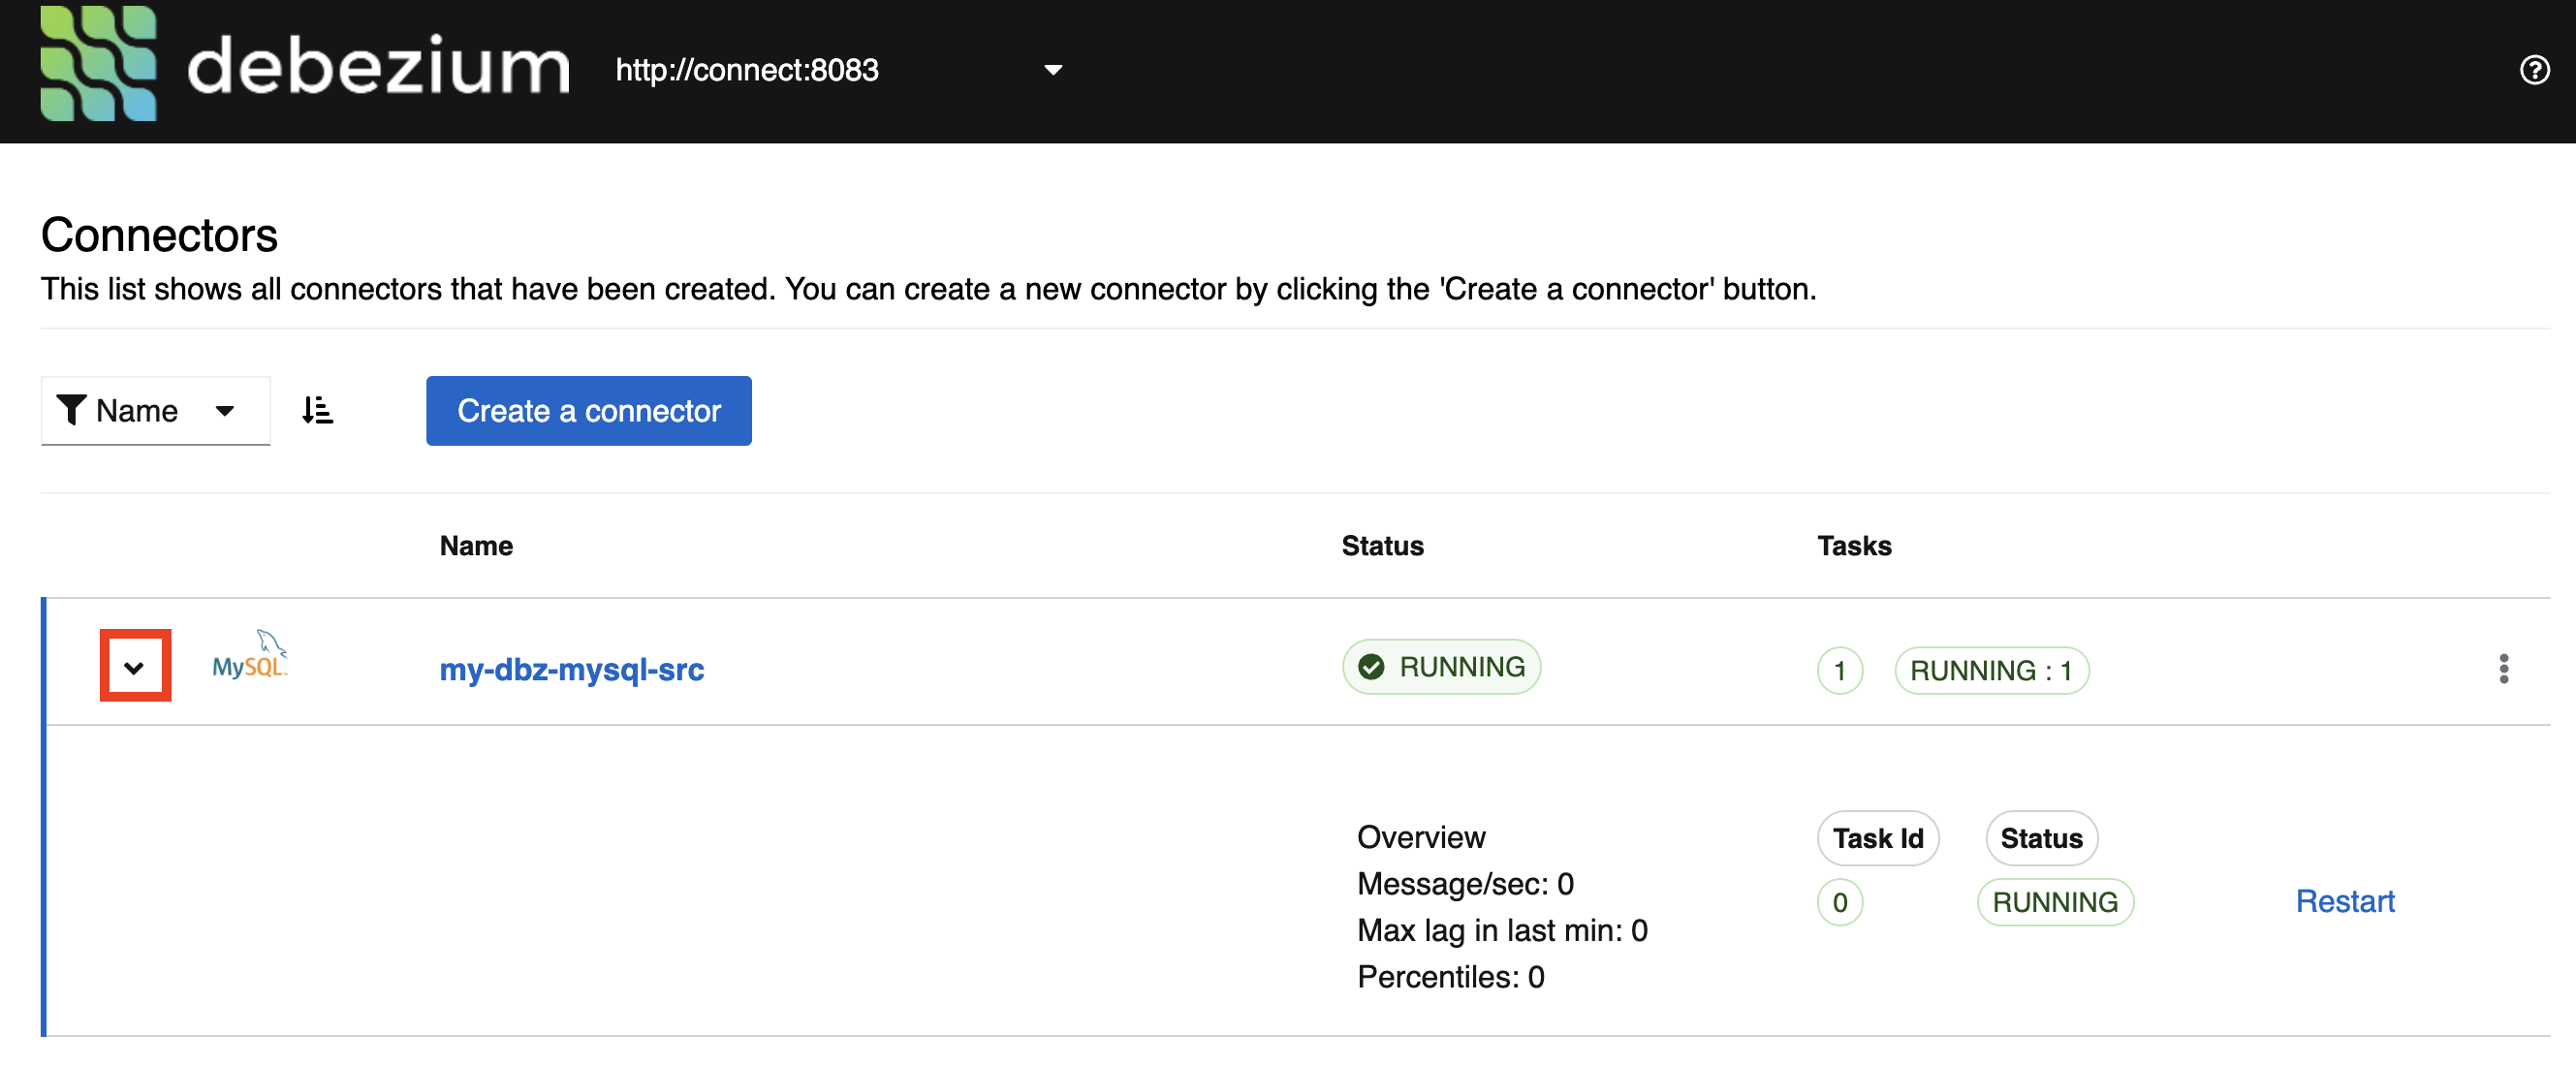 debezium http://connect:8083
Connectors
This list shows all connectors that have been created. You can create a new connector by clicking the 'Create a connector' button.
Name Create a connector
Name Status Tasks
MySQL my-dbz-mysql-src RUNNING 1 RUNNING : 1
Overview Task Id Status
Message/sec: 0 0 RUNNING Restart
Max lag in last min: 0
Percentiles: 0